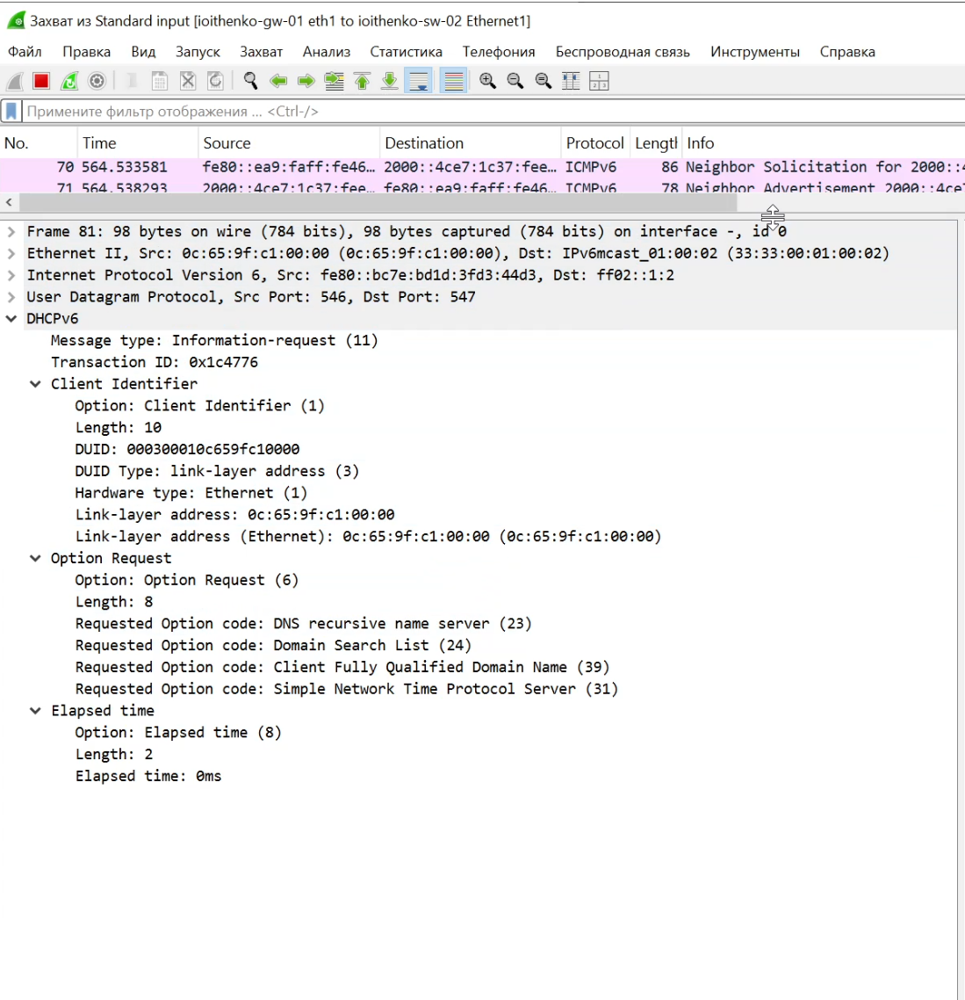 Захват из Standard input [ioithenko-gw-01 eth1 to ioithenko-sw-02 Ethernet1]
Файл Правка Вид Запуск Захват Анализ Статистика Телефония Беспроводная связь Инструменты Справка
Примените фильтр отображения ... <Ctrl-/>
No. Time Source Destination Protocol Lengtl Info
70 564.533581 fe80::ea9:faff:fe46… 2000::4ce7:1c37:fee… ICMPv6 86 Neighbor Solicitation for 2000::4
71 564.538293 2000::4ce7:1c37:fee… fe80::ea9:faff:fe46… ICMPv6 78 Neighbor Advertisement 2000::4ce7
Frame 81: 98 bytes on wire (784 bits), 98 bytes captured (784 bits) on interface -, id 0
Ethernet II, Src: 0c:65:9f:c1:00:00 (0c:65:9f:c1:00:00), Dst: IPv6mcast_01:00:02 (33:33:00:01:00:02)
Internet Protocol Version 6, Src: fe80::bc7e:bd1d:3fd3:44d3, Dst: ff02::1:2
User Datagram Protocol, Src Port: 546, Dst Port: 547
DHCPv6
Message type: Information-request (11)
Transaction ID: 0x1c4776
Client Identifier
Option: Client Identifier (1)
Length: 10
DUID: 000300010c659fc10000
DUID Type: link-layer address (3)
Hardware type: Ethernet (1)
Link-layer address: 0c:65:9f:c1:00:00
Link-layer address (Ethernet): 0c:65:9f:c1:00:00 (0c:65:9f:c1:00:00)
Option Request
Option: Option Request (6)
Length: 8
Requested Option code: DNS recursive name server (23)
Requested Option code: Domain Search List (24)
Requested Option code: Client Fully Qualified Domain Name (39)
Requested Option code: Simple Network Time Protocol Server (31)
Elapsed time
Option: Elapsed time (8)
Length: 2
Elapsed time: 0ms